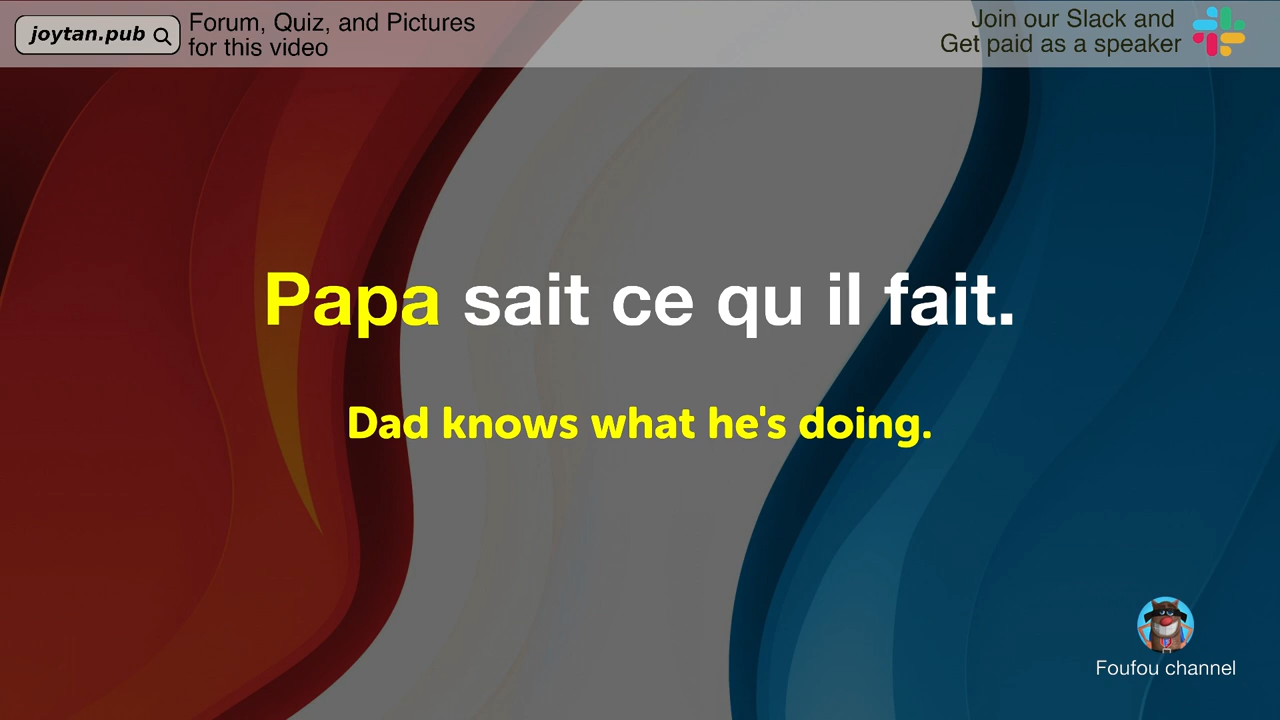 joytan.pub
Forum, Quiz, and Pictures
for this video
Join our Slack and
Get paid as a speaker
Papa sait ce qu il fait.
Dad knows what he's doing.
Foufou channel